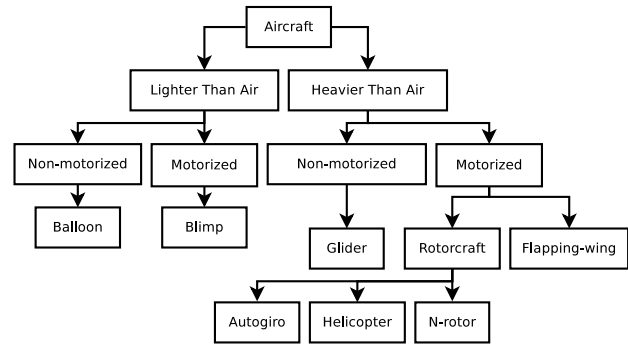 Aircraft
Lighter Than Air
Heavier Than Air
Non-motorized
Motorized
Non-motorized
Motorized
Balloon
Blimp
Glider
Rotorcraft
Flapping-wing
Autogiro
Helicopter
N-rotor